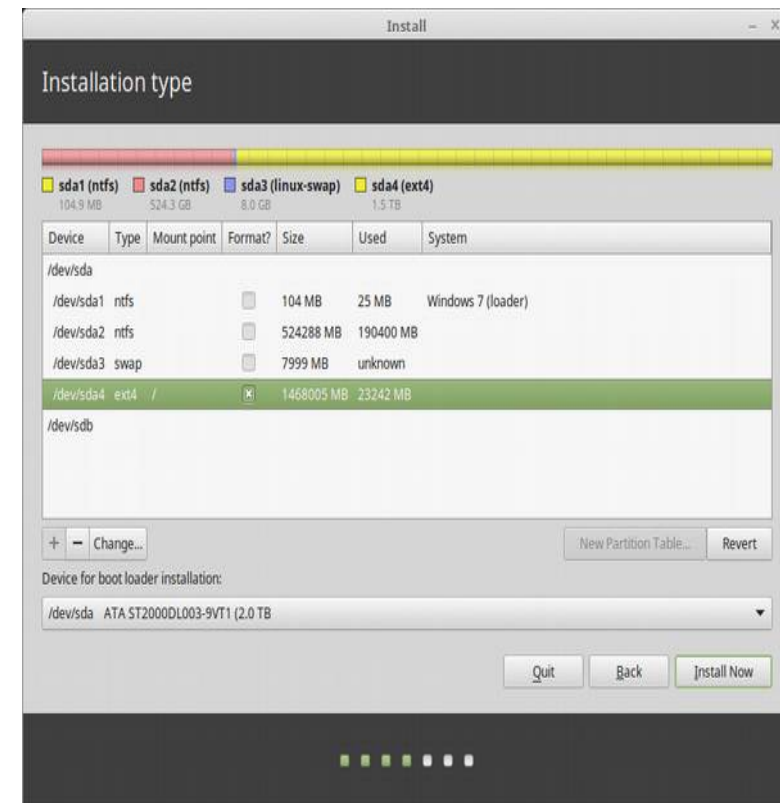 Install
Installation type
sda1 (ntfs) sda2 (ntfs) sda3 (linux-swap) sda4 (ext4)
104.9 MB 524.3 GB 8.0 GB 1.5 TB
Device Type Mount point Format? Size Used System
/dev/sda
/dev/sda1 ntfs 104 MB 25 MB Windows 7 (loader)
/dev/sda2 ntfs 524288 MB 190400 MB
/dev/sda3 swap 7999 MB unknown
/dev/sda4 ext4 / 1468005 MB 23242 MB
/dev/sdb
+ − Change... New Partition Table... Revert
Device for boot loader installation:
/dev/sda ATA ST2000DL003-9VT1 (2.0 TB
Quit Back Install Now